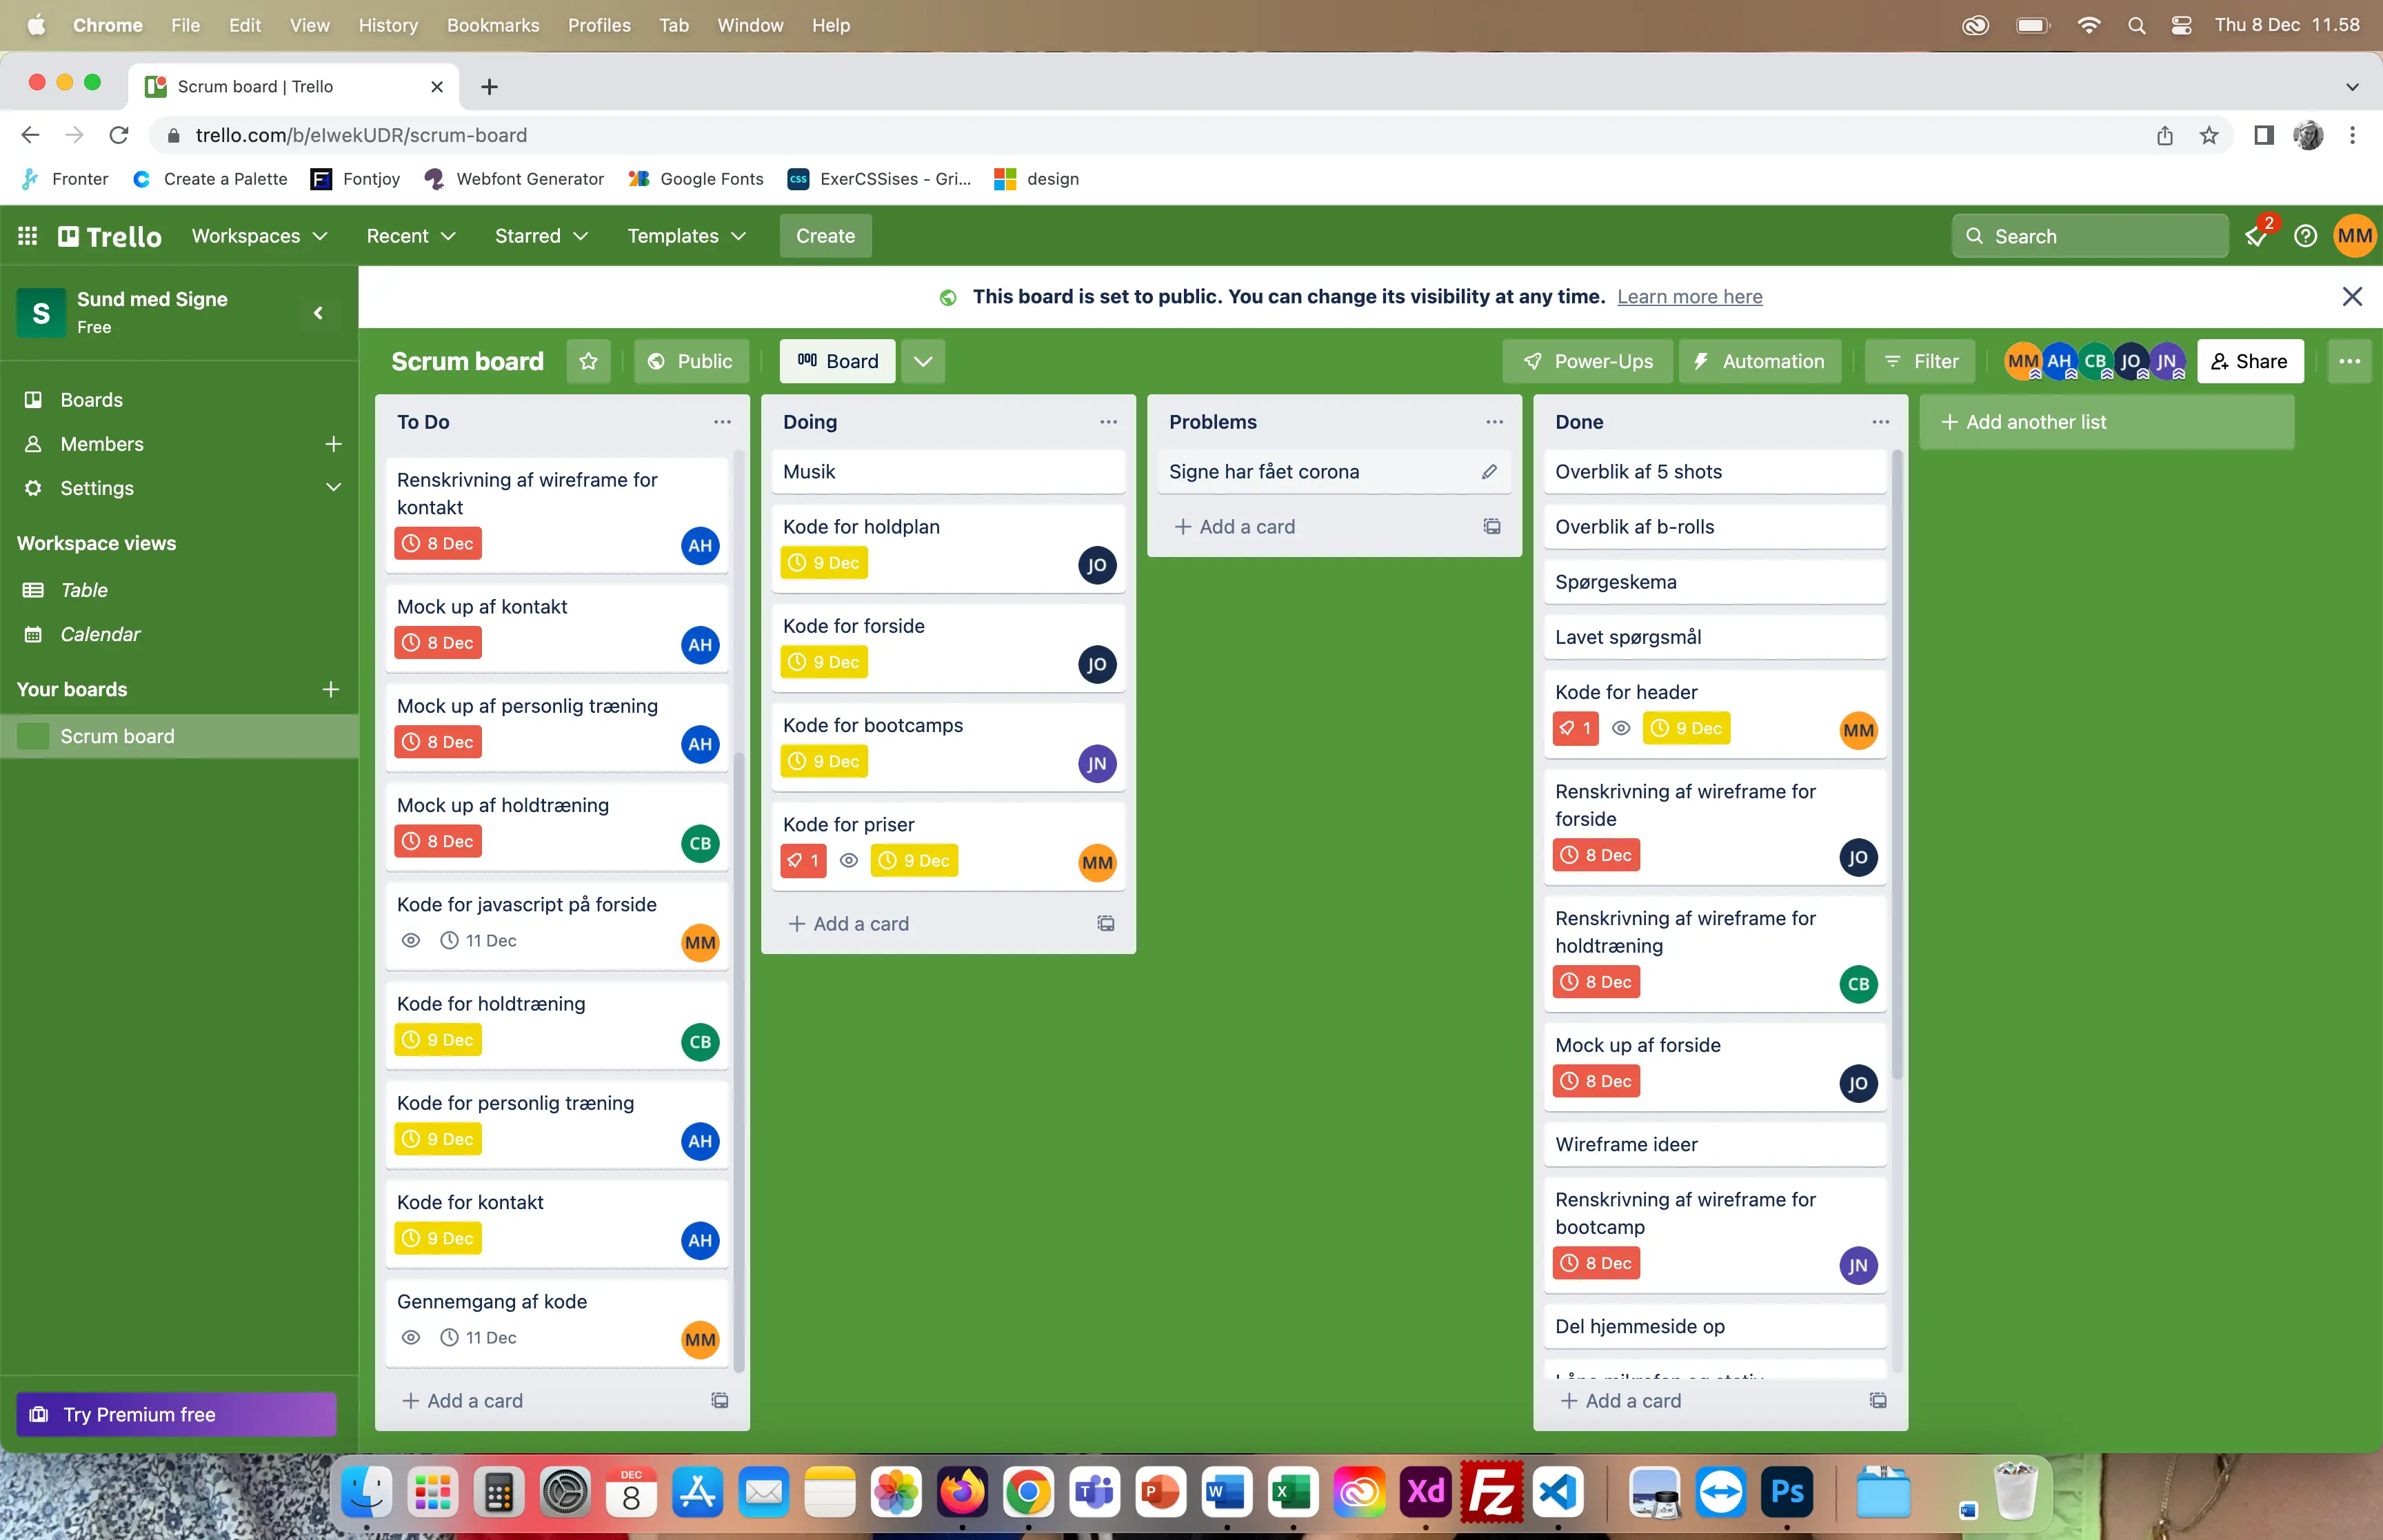 Chrome File Edit View History Bookmarks Profiles Tab Window Help Thu 8 Dec 11.58
Scrum board | Trello
trello.com/b/elwekUDR/scrum-board
Fronter Create a Palette Fontjoy Webfont Generator Google Fonts ExerCSSises - Gri... design
Trello Workspaces Recent Starred Templates Create Search 2 MM
S Sund med Signe
Free
This board is set to public. You can change its visibility at any time. Learn more here
Scrum board Public Board Power-Ups Automation Filter MM AH CB JO JN Share
Boards
Members
Settings
Workspace views
Table
Calendar
Your boards
Scrum board
Try Premium free
To Do
Renskrivning af wireframe for
kontakt
8 Dec AH
Mock up af kontakt
8 Dec AH
Mock up af personlig træning
8 Dec AH
Mock up af holdtræning
8 Dec CB
Kode for javascript på forside
11 Dec MM
Kode for holdtræning
9 Dec CB
Kode for personlig træning
9 Dec AH
Kode for kontakt
9 Dec AH
Gennemgang af kode
11 Dec MM
Add a card
Doing
Musik
Kode for holdplan
9 Dec JO
Kode for forside
9 Dec JO
Kode for bootcamps
9 Dec JN
Kode for priser
1 9 Dec MM
Add a card
Problems
Signe har fået corona
Add a card
Done
Overblik af 5 shots
Overblik af b-rolls
Spørgeskema
Lavet spørgsmål
Kode for header
1 9 Dec MM
Renskrivning af wireframe for
forside
8 Dec JO
Renskrivning af wireframe for
holdtræning
8 Dec CB
Mock up af forside
8 Dec JO
Wireframe ideer
Renskrivning af wireframe for
bootcamp
8 Dec JN
Del hjemmeside op
Add a card
Add another list
DEC
8
Xd
Fz
Ps